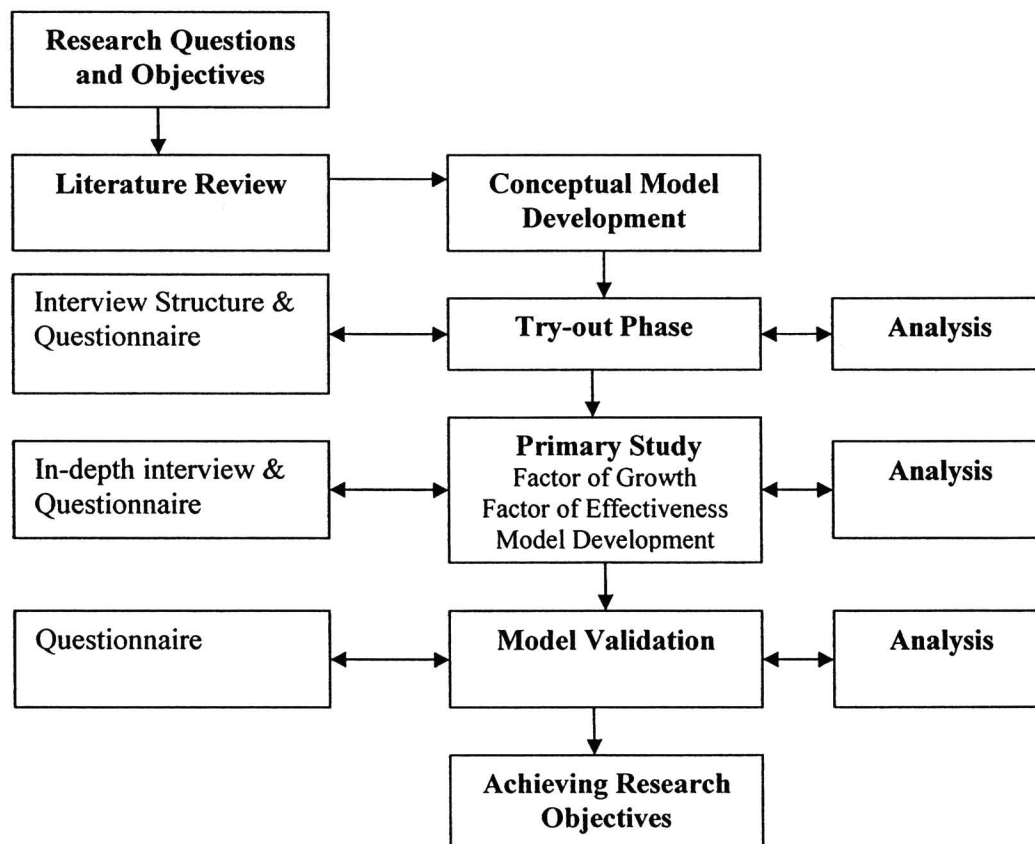 Research Questions
and Objectives
Literature Review
Conceptual Model
Development
Interview Structure &
Questionnaire
Try-out Phase
Analysis
In-depth interview &
Questionnaire
Primary Study
Factor of Growth
Factor of Effectiveness
Model Development
Analysis
Questionnaire
Model Validation
Analysis
Achieving Research
Objectives